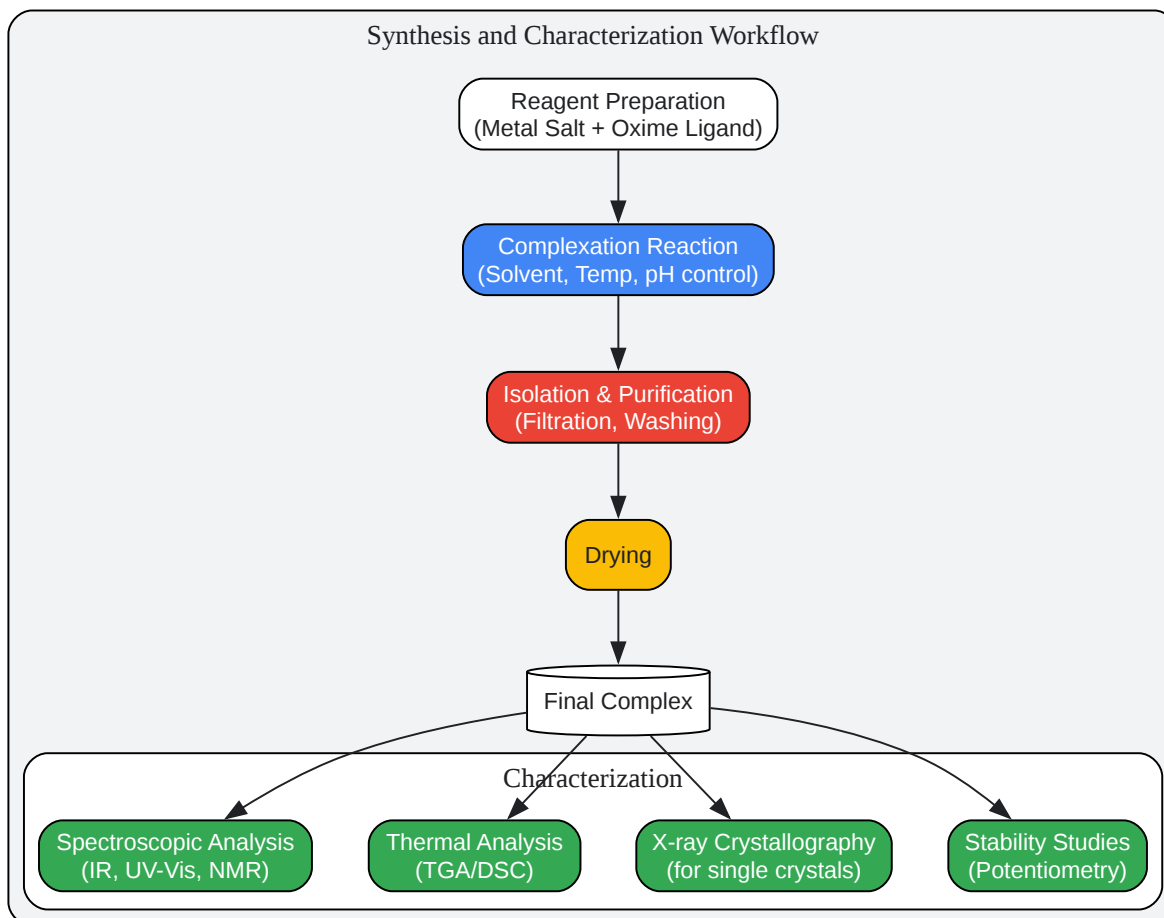 Synthesis and Characterization Workflow
Reagent Preparation
(Metal Salt + Oxime Ligand)
Complexation Reaction
(Solvent, Temp, pH control)
Isolation & Purification
(Filtration, Washing)
Drying
Final Complex
Characterization
Spectroscopic Analysis
(IR, UV-Vis, NMR)
Thermal Analysis
(TGA/DSC)
X-ray Crystallography
(for single crystals)
Stability Studies
(Potentiometry)